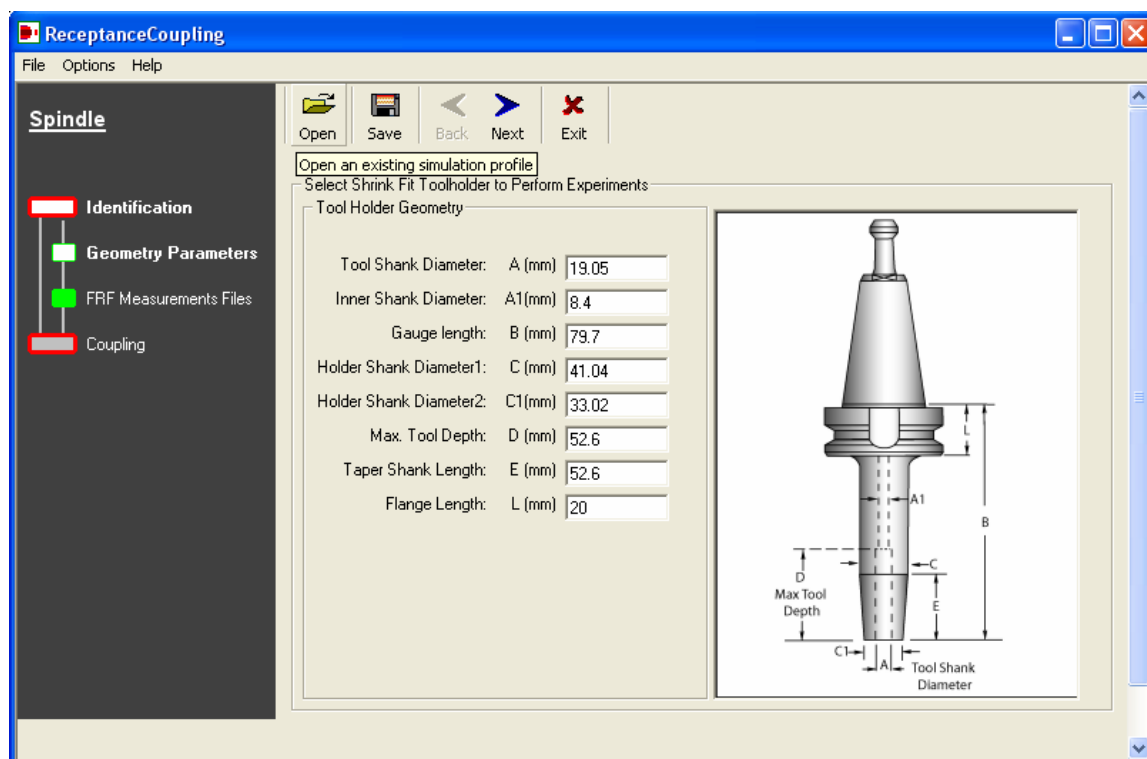 ReceptanceCoupling
File Options Help
Spindle
Identification
Geometry Parameters
FRF Measurements Files
Coupling
Open Save Back Next Exit
Open an existing simulation profile
Select Shrink Fit Toolholder to Perform Experiments
Tool Holder Geometry
Tool Shank Diameter: A (mm) 19.05
Inner Shank Diameter: A1(mm) 8.4
Gauge length: B (mm) 79.7
Holder Shank Diameter1: C (mm) 41.04
Holder Shank Diameter2: C1(mm) 33.02
Max. Tool Depth: D (mm) 52.6
Taper Shank Length: E (mm) 52.6
Flange Length: L (mm) 20
L
A1
B
C
D
Max Tool
Depth
E
C1
A
Tool Shank
Diameter